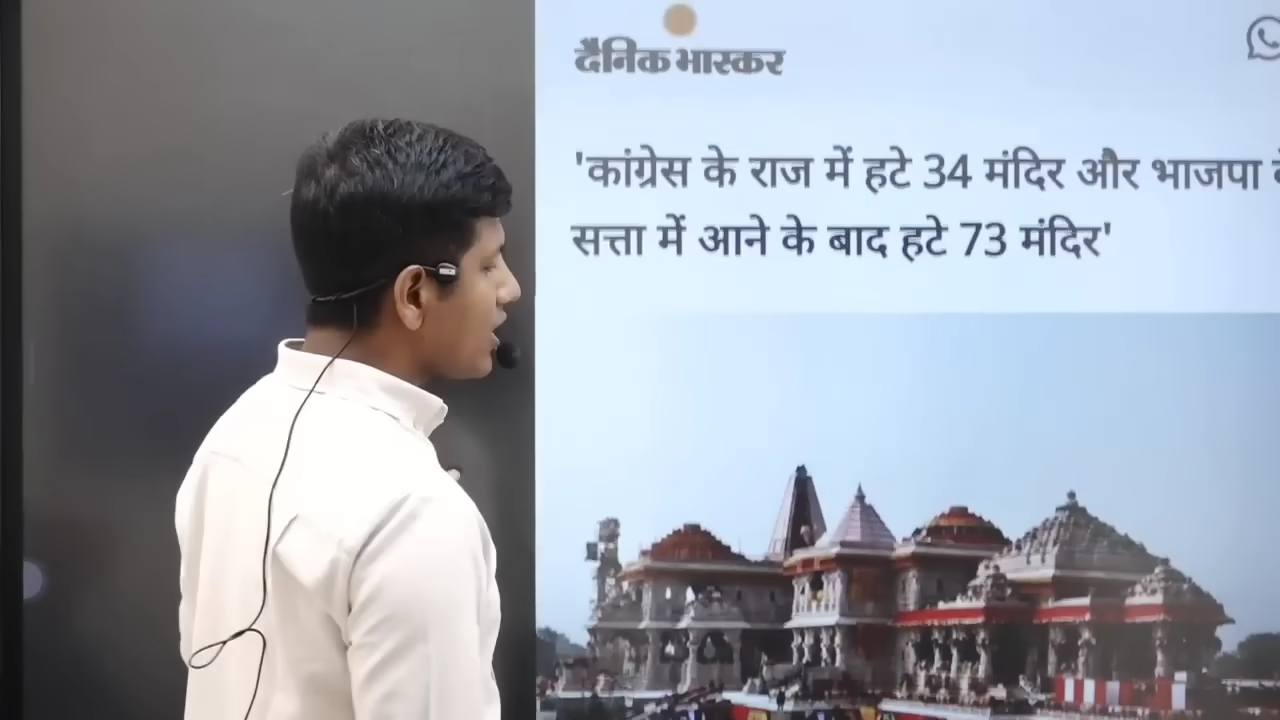 दैनिक भास्कर
'कांग्रेस के राज में हटे 34 मंदिर और भाजपा
सत्ता में आने के बाद हटे 73 मंदिर'